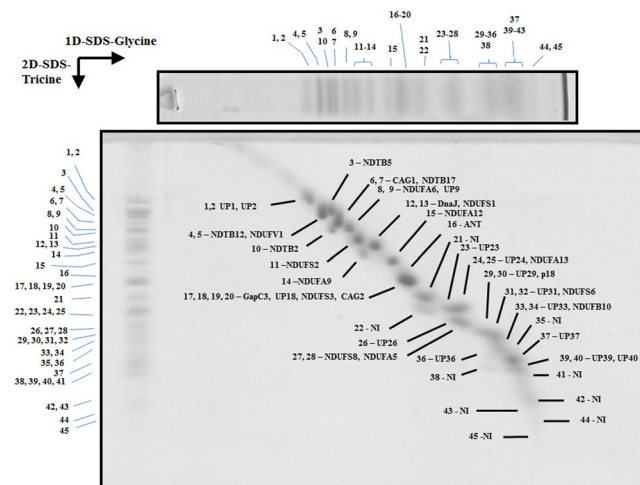 1D-SDS-Glycine
2D-SDS-
Tricine
1, 2
4, 5
3
10
6
7
8, 9
11-14
15
16-20
21
22
23-28
29-36
38
37
39-43
44, 45
1, 2
3
4, 5
6, 7
8, 9
10
11
12, 13
14
15
16
17, 18, 19, 20
21
22, 23, 24, 25
26, 27, 28
29, 30, 31, 32
33, 34
35, 36
37
38, 39, 40, 41
42, 43
44
45
3 – NDTB5
6, 7 – CAG1, NDTB17
8, 9 – NDUFA6, UP9
1,2 UP1, UP2
12, 13 – DnaJ, NDUFS1
15 – NDUFA12
4, 5 – NDTB12, NDUFV1
16 - ANT
10 – NDTB2
21 – NI
23 – UP23
24, 25 – UP24, NDUFA13
11 –NDUFS2
29, 30 – UP29, p18
14 –NDUFA9
31, 32 – UP31, NDUFS6
17, 18, 19, 20 – GapC3, UP18, NDUFS3, CAG2
33, 34 – UP33, NDUFB10
35 – NI
22 – NI
37 – UP37
26 – UP26
27, 28 – NDUFS8, NDUFA5
36 – UP36
39, 40 – UP39, UP40
38 - NI
41 - NI
42 - NI
43 - NI
44 - NI
45 -NI